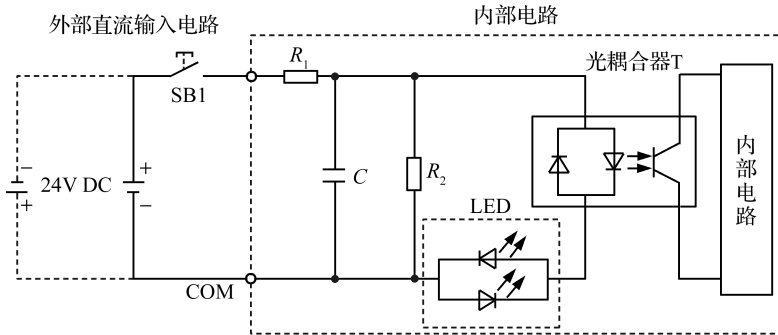 外部直流输入电路
内部电路
R1
光耦合器T
SB1
−
+
24V DC
+
−
C
R2
内部电路
LED
COM